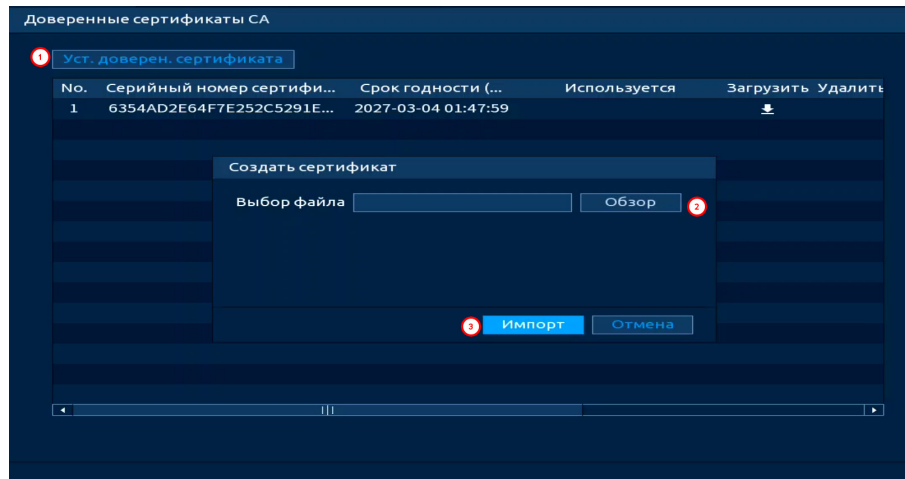 Доверенные сертификаты CA
1 Уст. доверен. сертификата
No. Серийный номер сертифи... Срок годности (... Используется Загрузить Удалить
1 6354AD2E64F7E252C5291E... 2027-03-04 01:47:59
Создать сертификат
Выбор файла Обзор 2
3 Импорт Отмена